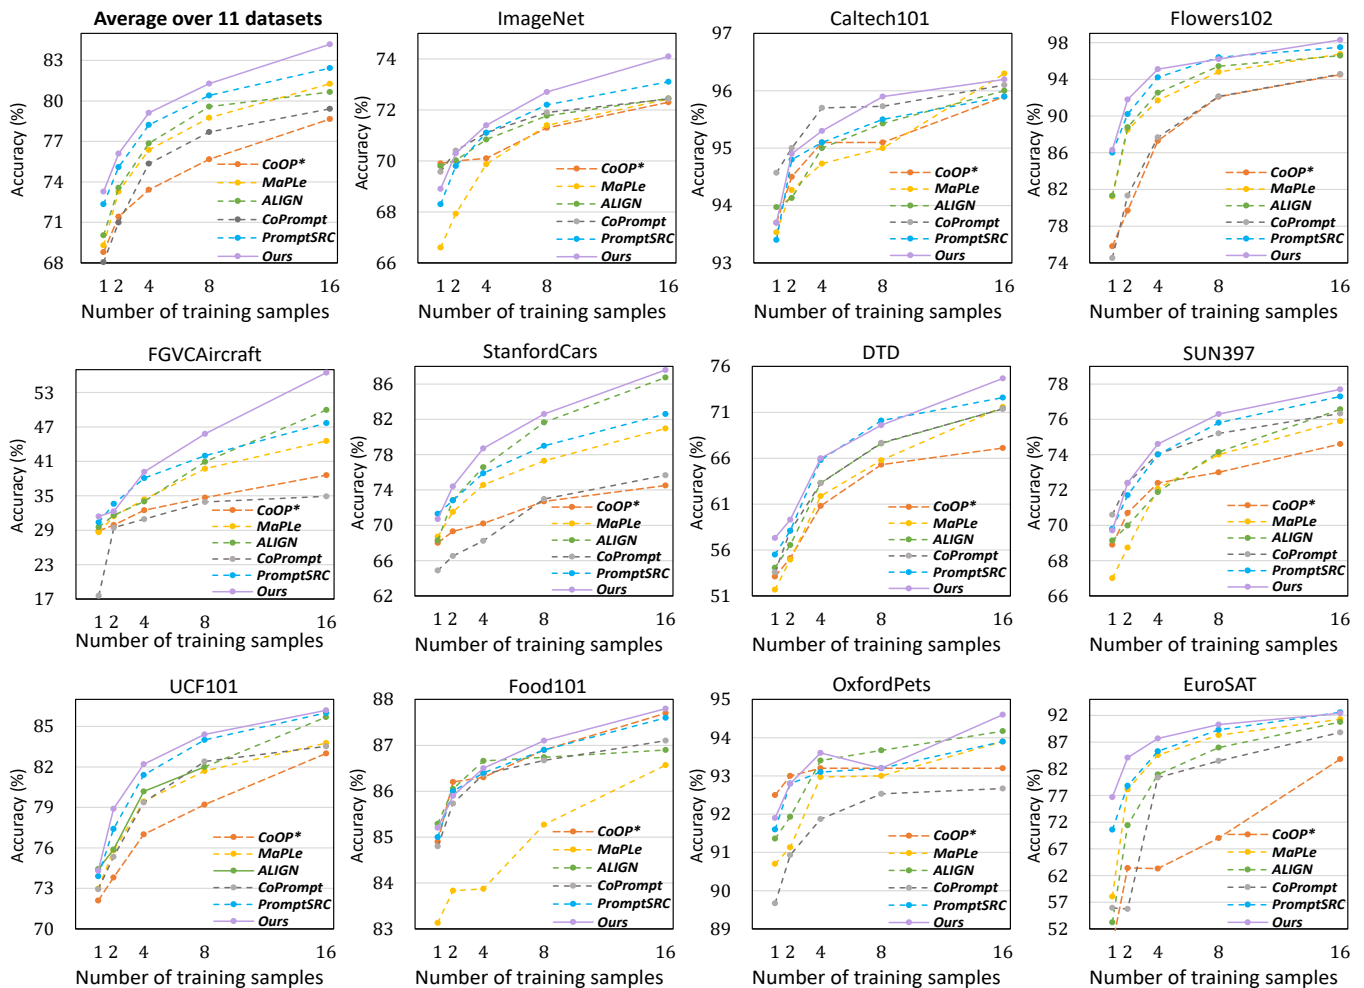 Average over 11 datasets
Accuracy (%)
83
80
77
74
71
68
CoOP*
MaPLe
ALIGN
CoPrompt
PromptSRC
Ours
1 2 4 8 16
Number of training samples
ImageNet
Accuracy (%)
74
72
70
68
66
CoOP*
MaPLe
ALIGN
CoPrompt
PromptSRC
Ours
1 2 4 8 16
Number of training samples
Caltech101
Accuracy (%)
97
96
95
94
93
CoOP*
MaPLe
ALIGN
CoPrompt
PromptSRC
Ours
1 2 4 8 16
Number of training samples
Flowers102
Accuracy (%)
98
94
90
86
82
78
74
CoOP*
MaPLe
ALIGN
CoPrompt
PromptSRC
Ours
1 2 4 8 16
Number of training samples
FGVCAircraft
Accuracy (%)
53
47
41
35
29
23
17
CoOP*
MaPLe
ALIGN
CoPrompt
PromptSRC
Ours
1 2 4 8 16
Number of training samples
StanfordCars
Accuracy (%)
86
82
78
74
70
66
62
CoOP*
MaPLe
ALIGN
CoPrompt
PromptSRC
Ours
1 2 4 8 16
Number of training samples
DTD
Accuracy (%)
76
71
66
61
56
51
CoOP*
MaPLe
ALIGN
CoPrompt
PromptSRC
Ours
1 2 4 8 16
Number of training samples
SUN397
Accuracy (%)
78
76
74
72
70
68
66
CoOP*
MaPLe
ALIGN
CoPrompt
PromptSRC
Ours
1 2 4 8 16
Number of training samples
UCF101
Accuracy (%)
85
82
79
76
73
70
CoOP*
MaPLe
ALIGN
CoPrompt
PromptSRC
Ours
1 2 4 8 16
Number of training samples
Food101
Accuracy (%)
88
87
86
85
84
83
CoOP*
MaPLe
ALIGN
CoPrompt
PromptSRC
Ours
1 2 4 8 16
Number of training samples
OxfordPets
Accuracy (%)
95
94
93
92
91
90
89
CoOP*
MaPLe
ALIGN
CoPrompt
PromptSRC
Ours
1 2 4 8 16
Number of training samples
EuroSAT
Accuracy (%)
92
87
82
77
72
67
62
57
52
CoOP*
MaPLe
ALIGN
CoPrompt
PromptSRC
Ours
1 2 4 8 16
Number of training samples